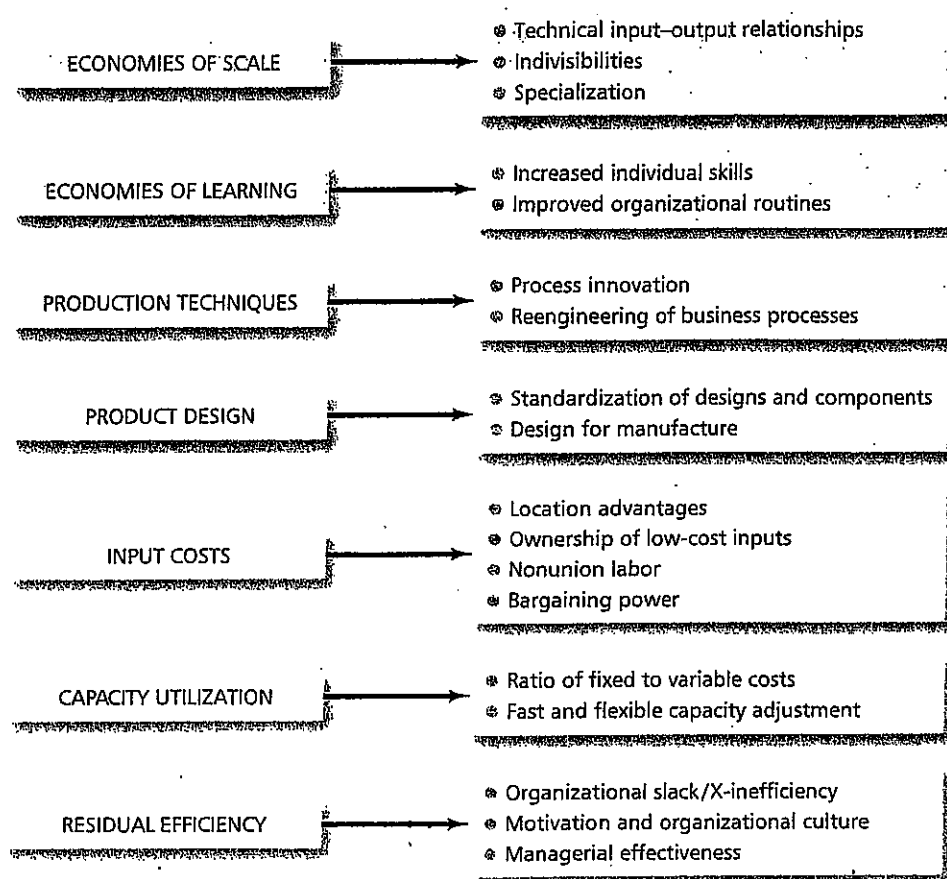 ECONOMIES OF SCALE
Technical input–output relationships
Indivisibilities
Specialization
ECONOMIES OF LEARNING
Increased individual skills
Improved organizational routines
PRODUCTION TECHNIQUES
Process innovation
Reengineering of business processes
PRODUCT DESIGN
Standardization of designs and components
Design for manufacture
INPUT COSTS
Location advantages
Ownership of low-cost inputs
Nonunion labor
Bargaining power
CAPACITY UTILIZATION
Ratio of fixed to variable costs
Fast and flexible capacity adjustment
RESIDUAL EFFICIENCY
Organizational slack/X-inefficiency
Motivation and organizational culture
Managerial effectiveness